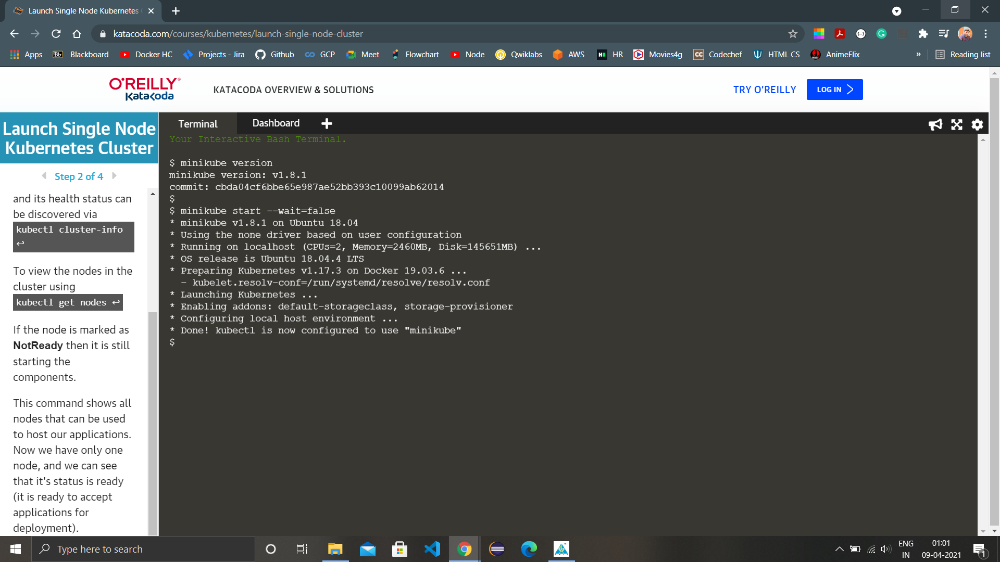 Launch Single Node Kubernetes
katacoda.com/courses/kubernetes/launch-single-node-cluster
Apps
Bb Blackboard
Docker HC
Projects - Jira
Github
GCP
Meet
Flowchart
Node
Qwiklabs
AWS
HR
Movies4g
CC Codechef
HTML CS
AnimeFlix
»
Reading list
O'REILLY®
Katacoda
KATACODA OVERVIEW & SOLUTIONS
TRY O'REILLY
LOG IN
Launch Single Node
Kubernetes Cluster
Step 2 of 4
and its health status can
be discovered via
kubectl cluster-info
↩
To view the nodes in the
cluster using
kubectl get nodes ↩
If the node is marked as
NotReady then it is still
starting the
components.
This command shows all
nodes that can be used
to host our applications.
Now we have only one
node, and we can see
that it's status is ready
(it is ready to accept
applications for
deployment).
Terminal
Dashboard
Your Interactive Bash Terminal.
$ minikube version
minikube version: v1.8.1
commit: cbda04cf6bbe65e987ae52bb393c10099ab62014
$
$ minikube start --wait=false
* minikube v1.8.1 on Ubuntu 18.04
* Using the none driver based on user configuration
* Running on localhost (CPUs=2, Memory=2460MB, Disk=145651MB) ...
* OS release is Ubuntu 18.04.4 LTS
* Preparing Kubernetes v1.17.3 on Docker 19.03.6 ...
- kubelet.resolv-conf=/run/systemd/resolve/resolv.conf
* Launching Kubernetes ...
* Enabling addons: default-storageclass, storage-provisioner
* Configuring local host environment ...
* Done! kubectl is now configured to use "minikube"
$
Type here to search
ENG
IN
01:01
09-04-2021
1